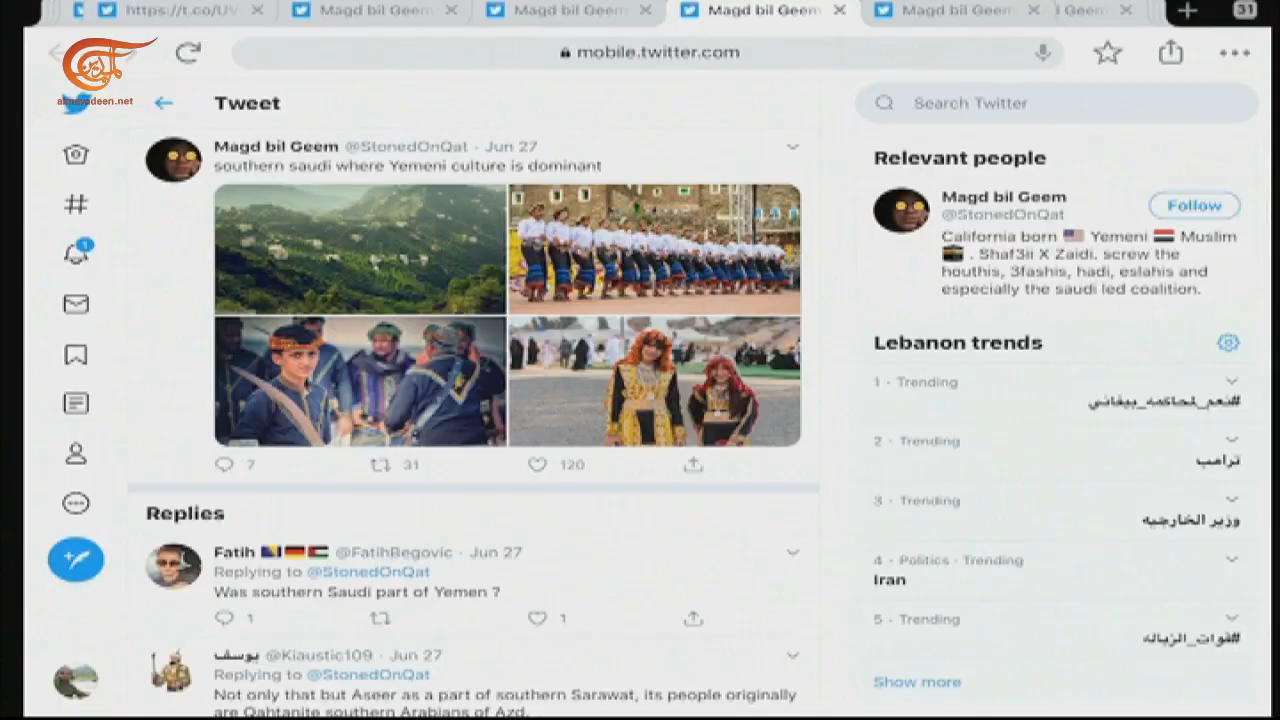 https://t.co/UV
Magd bil Geem
Magd bil Geem
Magd bil Geem
Magd bil Geem
Geem
31
mobile.twitter.com
almayadeen.net
Tweet
Search Twitter
Magd bil Geem @StonedOnQat · Jun 27
southern saudi where Yemeni culture is dominant
7
31
120
Replies
Fatih @FatihBegovic · Jun 27
Replying to @StonedOnQat
Was southern Saudi part of Yemen ?
1
1
يوسف @Kiaustic109 · Jun 27
Replying to @StonedOnQat
Not only that but Aseer as a part of southern Sarawat, its people originally
are Qahtanite southern Arabians of Azd.
Relevant people
Magd bil Geem
@StonedOnQat
Follow
California born 🇺🇸 Yemeni 🇾🇪 Muslim
🕋 . Shaf3ii X Zaidi. screw the
houthis, 3fashis, hadi, eslahis and
especially the saudi led coalition.
Lebanon trends
1 · Trending
#نعم_لمحاكمه_بيفاني
2 · Trending
ترامب
3 · Trending
وزير الخارجيه
4 · Politics · Trending
Iran
5 · Trending
#قوات_الزباله
Show more
1